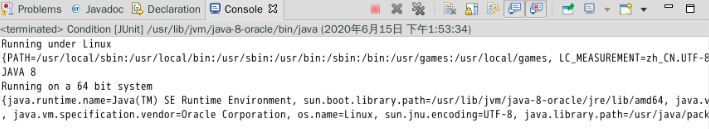 Problems @ Javadoc Declaration Console
<terminated> Condition [JUnit] /usr/lib/jvm/java-8-oracle/bin/java (2020年6月15日 下午1:53:34)
Running under Linux
{PATH=/usr/local/sbin:/usr/local/bin:/usr/sbin:/usr/bin:/sbin:/bin:/usr/games:/usr/local/games, LC_MEASUREMENT=zh_CN.UTF-8
JAVA 8
Running on a 64 bit system
{java.runtime.name=Java(TM) SE Runtime Environment, sun.boot.library.path=/usr/lib/jvm/java-8-oracle/jre/lib/amd64, java.v
, java.vm.specification.vendor=Oracle Corporation, os.name=Linux, sun.jnu.encoding=UTF-8, java.library.path=/usr/java/pack